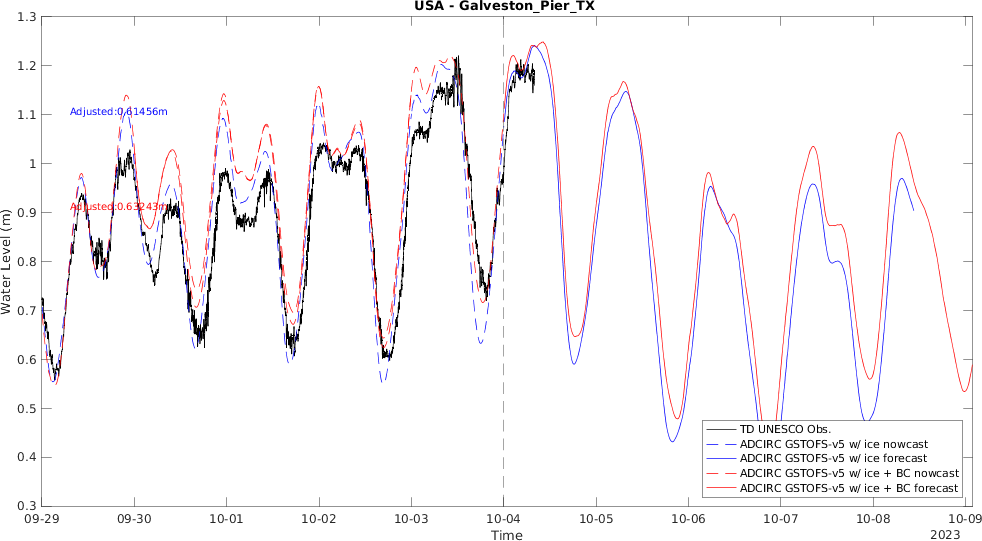 USA - Galveston_Pier_TX
1.3
1.2
1.1
1
0.9
0.8
0.7
0.6
0.5
0.4
0.3
Water Level (m)
Adjusted:0.61456m
Adjusted:0.63243m
TD UNESCO Obs.
ADCIRC GSTOFS-v5 w/ ice nowcast
ADCIRC GSTOFS-v5 w/ ice forecast
ADCIRC GSTOFS-v5 w/ ice + BC nowcast
ADCIRC GSTOFS-v5 w/ ice + BC forecast
09-29 09-30 10-01 10-02 10-03 10-04 10-05 10-06 10-07 10-08 10-09
Time
2023